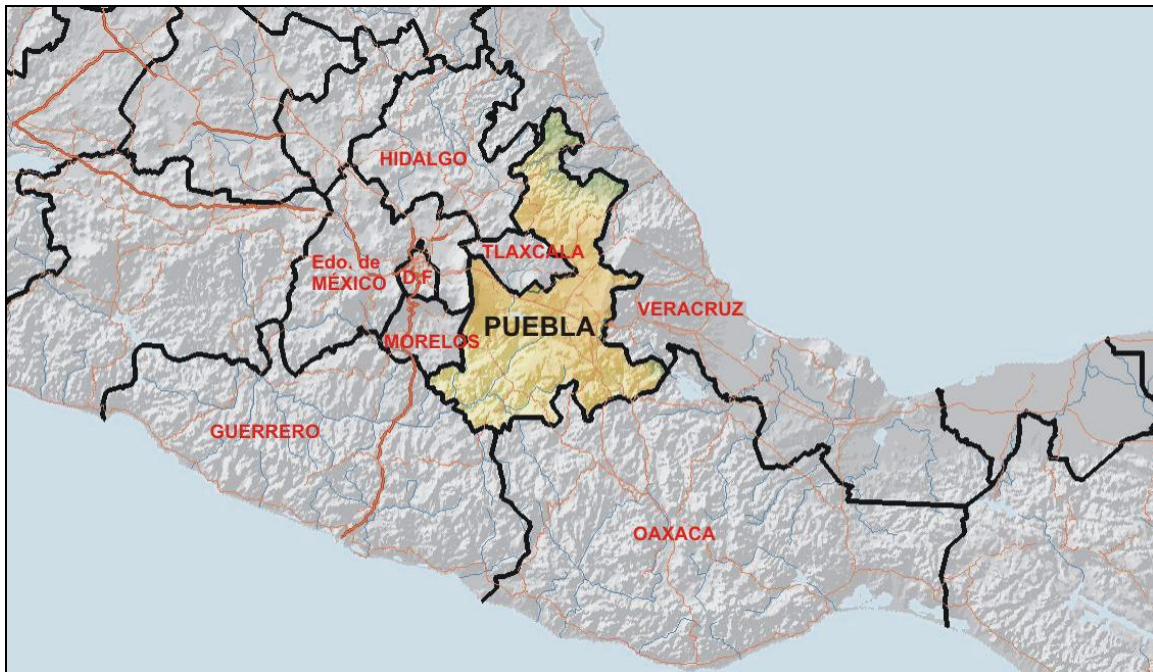 HIDALGO
TLAXCALA
Edo. de
MÉXICO
D.F
VERACRUZ
PUEBLA
MORELOS
GUERRERO
OAXACA